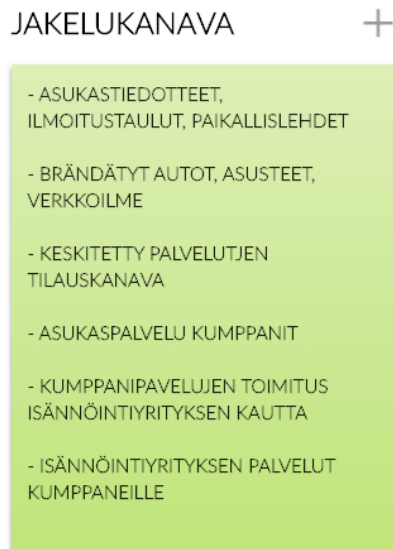 JAKELUKANAVA
- ASUKASTIEDOTTEET,
ILMOITUSTAULUT, PAIKALLISLEHDET
- BRÄNDÄTYT AUTOT, ASUSTEET,
VERKKOILME
- KESKITETTY PALVELUTJEN
TILAUSKANAVA
- ASUKASPALVELU KUMPPANIT
- KUMPPANIPAVELUJEN TOIMITUS
ISÄNNÖINTIYRITYKSEN KAUTTA
- ISÄNNÖINTIYRITYKSEN PALVELUT
KUMPPANEILLE